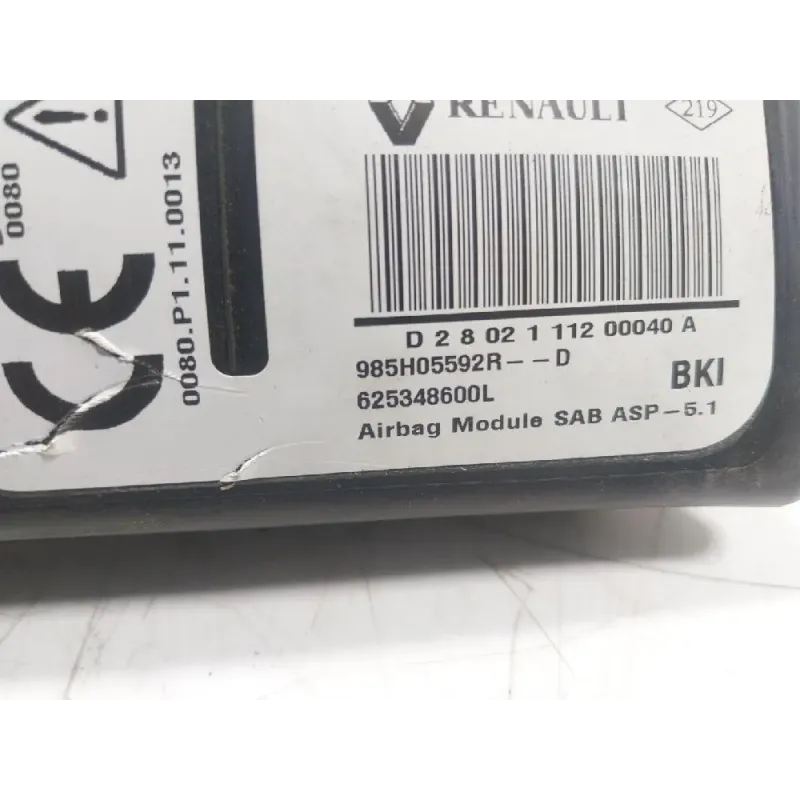 RENAULT
219
D 2 8 02 1 112 00040 A
985H05592R--D
625348600L
BKI
Airbag Module SAB ASP-5.1
0080
CE
0080.P1.11.0013